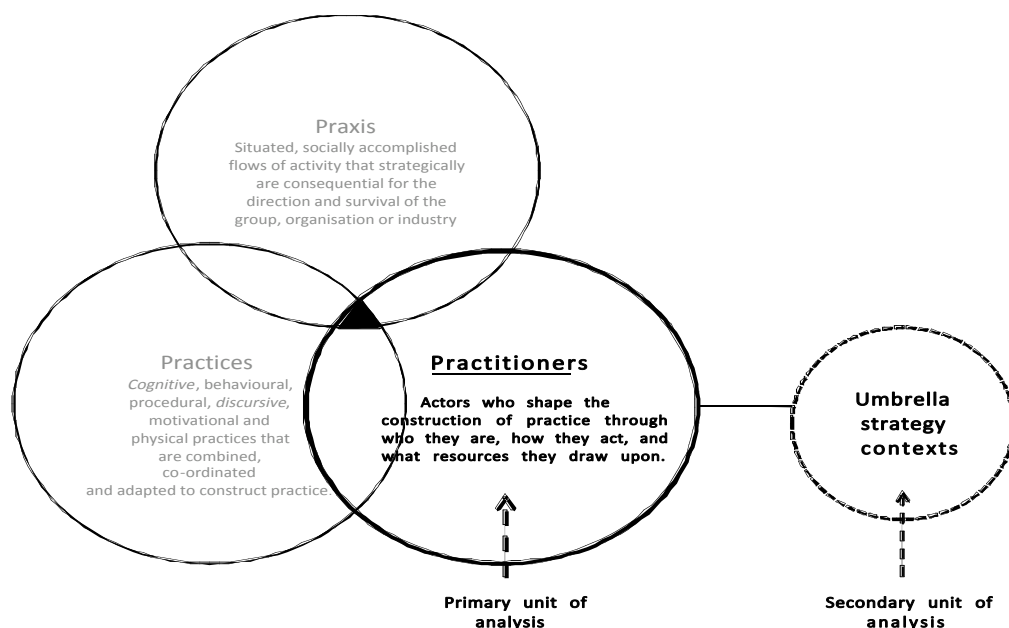 Praxis
Situated, socially accomplished
flows of activity that strategically
are consequential for the
direction and survival of the
group, organisation or industry
Practices
Cognitive, behavioural,
procedural, discursive,
motivational and
physical practices that
are combined,
co-ordinated
and adapted to construct practice.
Practitioners
Actors who shape the
construction of practice through
who they are, how they act, and
what resources they draw upon.
Umbrella
strategy
contexts
Primary unit of
analysis
Secondary unit of
analysis